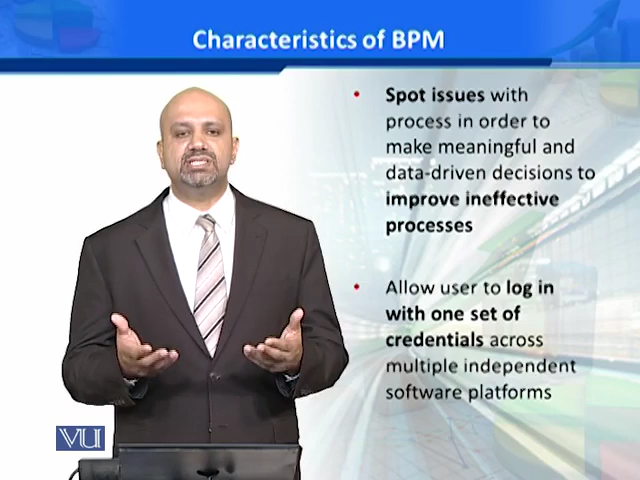 Characteristics of BPM
• Spot issues with
process in order to
make meaningful and
data-driven decisions to
improve ineffective
processes
• Allow user to log in
with one set of
credentials across
multiple independent
software platforms
VU